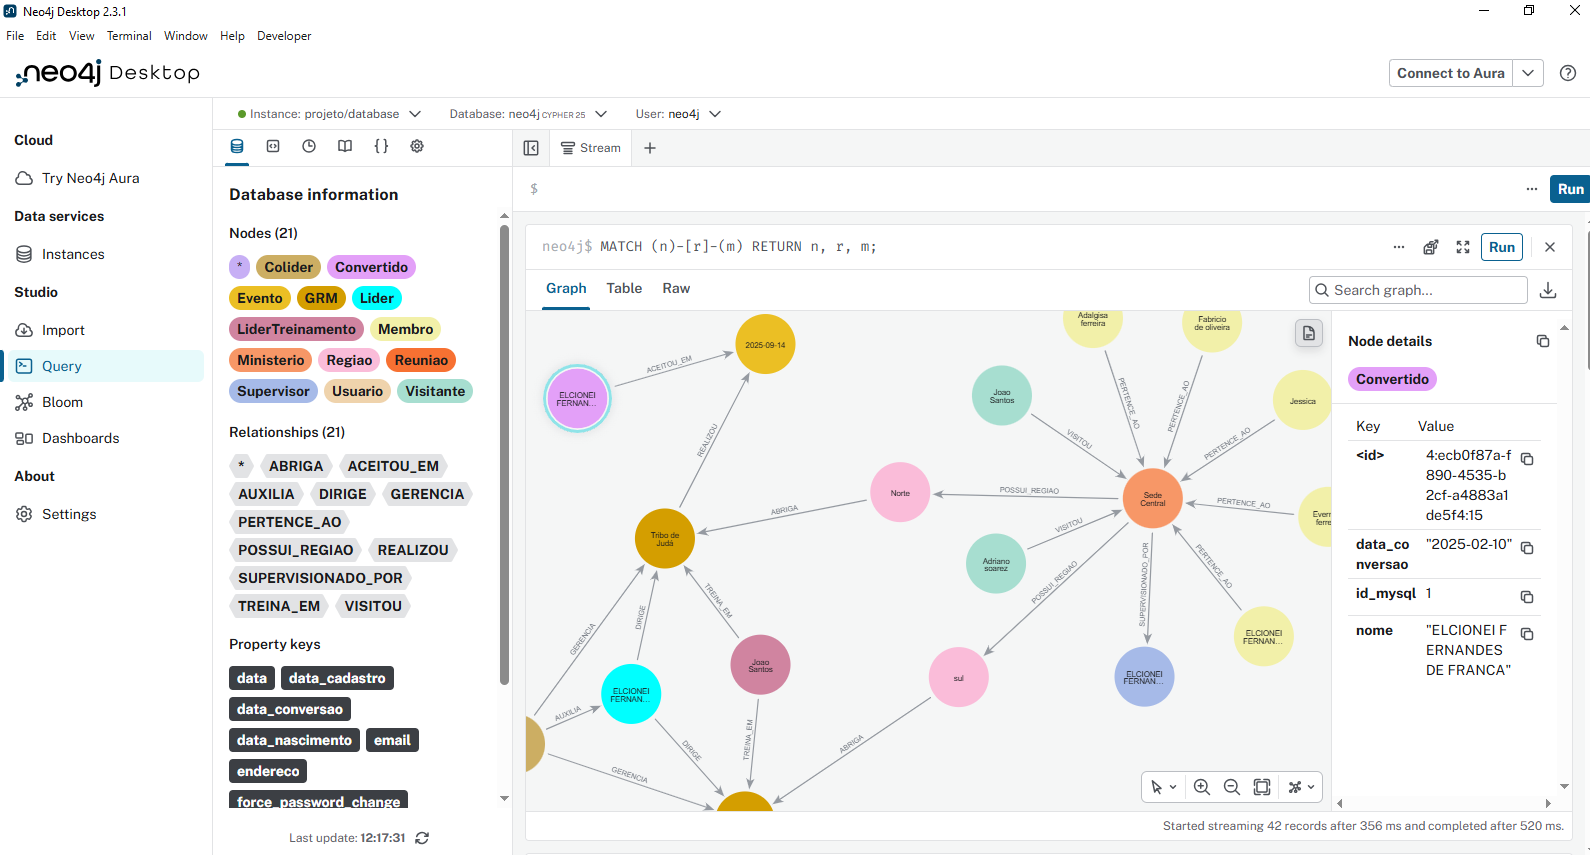 Neo4j Desktop 2.3.1
File Edit View Terminal Window Help Developer
neo4j Desktop
Connect to Aura
Instance: projeto/database
Database: neo4j CYPHER 25
User: neo4j
Cloud
Try Neo4j Aura
Data services
Instances
Studio
Import
Query
Bloom
Dashboards
About
Settings
Database information
Nodes (21)
* Colider Convertido
Evento GRM Lider
LiderTreinamento Membro
Ministerio Regiao Reuniao
Supervisor Usuario Visitante
Relationships (21)
* ABRIGA ACEITOU_EM
AUXILIA DIRIGE GERENCIA
PERTENCE_AO
POSSUI_REGIAO REALIZOU
SUPERVISIONADO_POR
TREINA_EM VISITOU
Property keys
data data_cadastro
data_conversao
data_nascimento email
endereco
force_password_change
Last update: 12:17:31
Stream
$
Run
neo4j$ MATCH (n)-[r]-(m) RETURN n, r, m;
Run
Graph Table Raw
Search graph...
ELCIONEI
FERNAN...
ACEITOU_EM
2025-09-14
REALIZOU
Tribo de
Judá
ABRIGA
Norte
POSSUI_REGIAO
Sede
Central
Joao
Santos
VISITOU
Adalgisa
ferreira
PERTENCE_AO
Fabricio
de oliveira
PERTENCE_AO
Jessica
PERTENCE_AO
PERTENCE_AO
ferre
PERTENCE_AO
ELCIONEI
FERNAN...
Adriano
soarez
VISITOU
POSSUI_REGIAO
SUPERVISIONADO_POR
ELCIONEI
FERNAN...
sul
ABRIGA
GERENCIA
DIRIGE
TREINA_EM
Joao
Santos
TREINA_EM
ELCIONEI
FERNAN...
AUXILIA
DIRIGE
GERENCIA
Node details
Convertido
Key Value
<id> 4:ecb0f87a-f
890-4535-b
2cf-a4883a1
de5f4:15
data_co "2025-02-10"
nversao
id_mysql 1
nome "ELCIONEI F
ERNANDES
DE FRANCA"
Started streaming 42 records after 356 ms and completed after 520 ms.